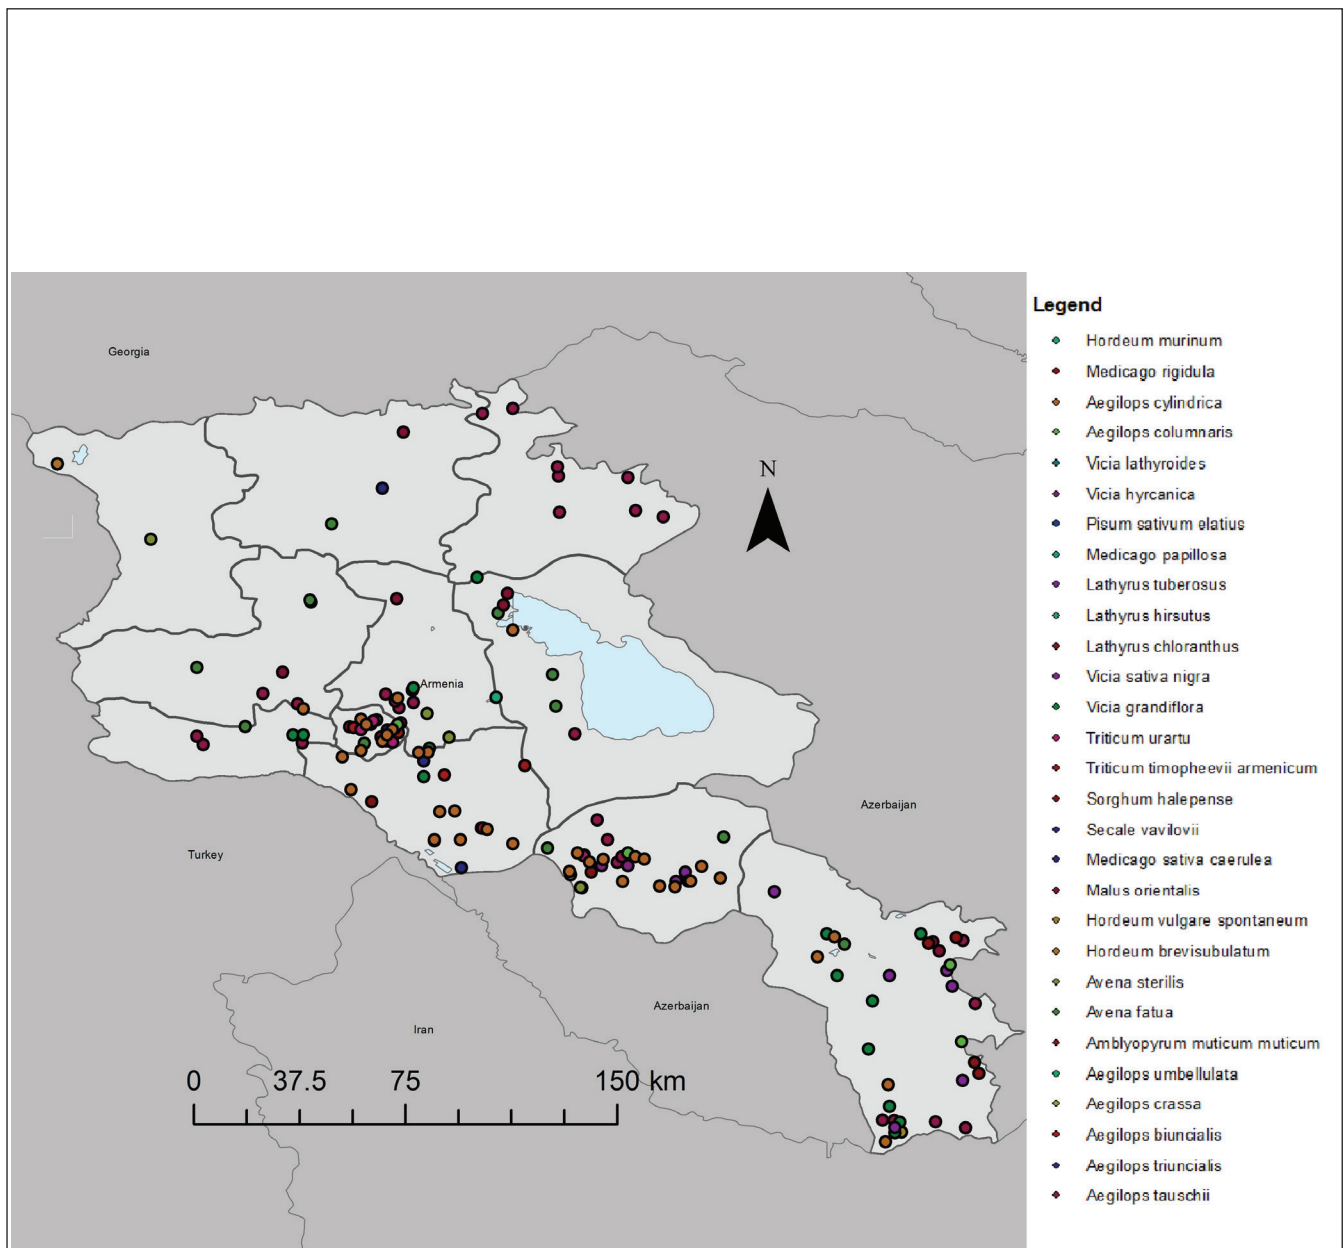 Georgia
N
Armenia
Azerbaijan
Turkey
Azerbaijan
Iran
0 37.5 75 150 km
Legend
Hordeum murinum
Medicago rigidula
Aegilops cylindrica
Aegilops columnaris
Vicia lathyroides
Vicia hyrcanica
Pisum sativum elatius
Medicago papillosa
Lathyrus tuberosus
Lathyrus hirsutus
Lathyrus chloranthus
Vicia sativa nigra
Vicia grandiflora
Triticum urartu
Triticum timopheevii armenicum
Sorghum halepense
Secale vavilovii
Medicago sativa caerulea
Malus orientalis
Hordeum vulgare spontaneum
Hordeum brevisubulatum
Avena sterilis
Avena fatua
Amblyopyrum muticum muticum
Aegilops umbellulata
Aegilops crassa
Aegilops biuncialis
Aegilops triuncialis
Aegilops tauschii